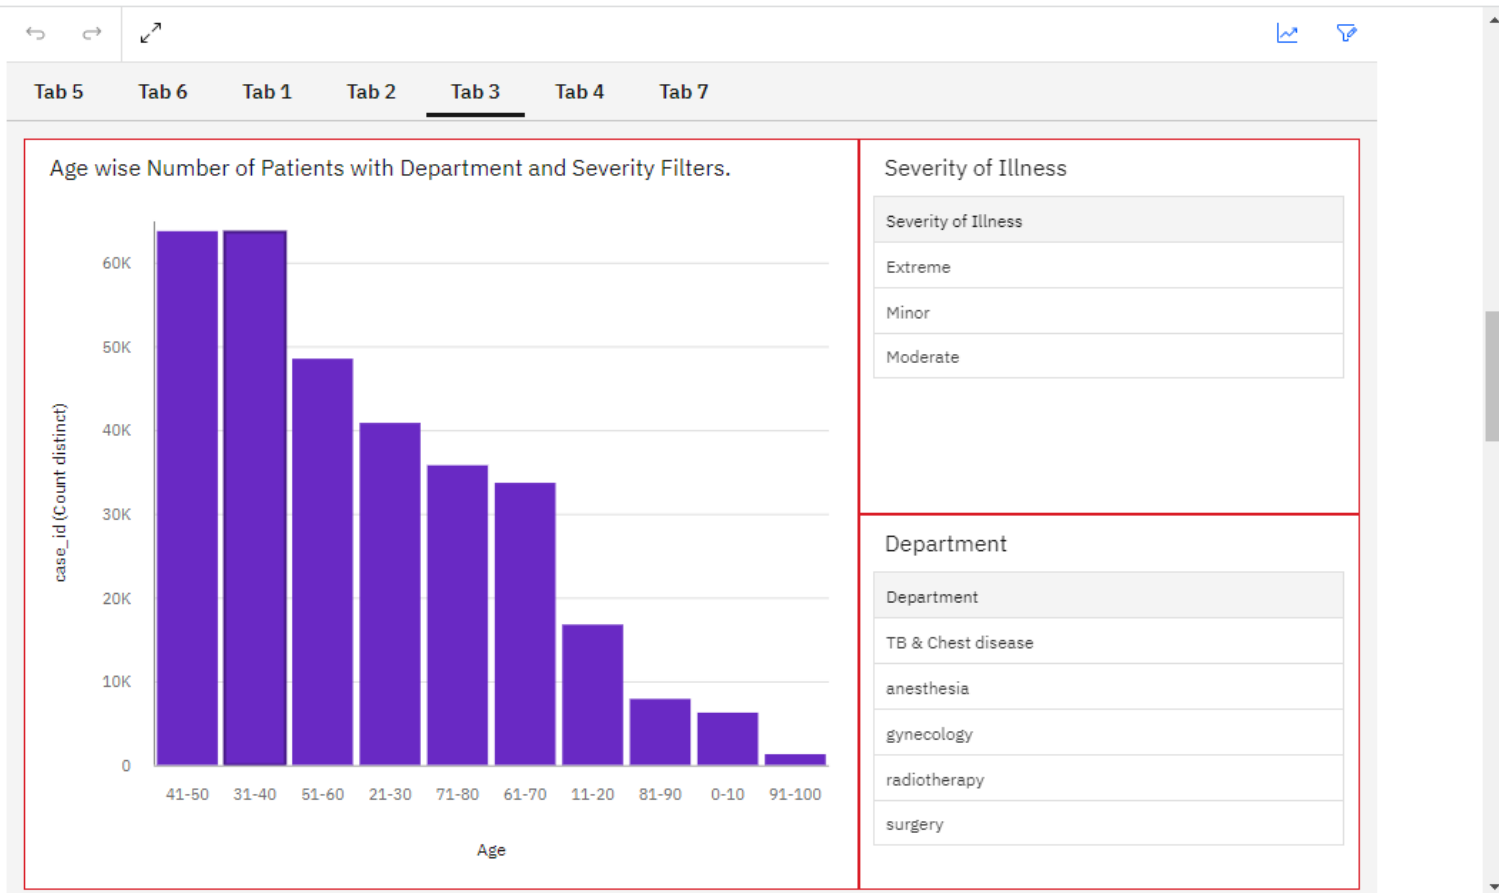 Tab 5 Tab 6 Tab 1 Tab 2 Tab 3 Tab 4 Tab 7
Age wise Number of Patients with Department and Severity Filters.
60K
50K
40K
30K
20K
10K
0
case_id (Count distinct)
41-50 31-40 51-60 21-30 71-80 61-70 11-20 81-90 0-10 91-100
Age
Severity of Illness
Severity of Illness
Extreme
Minor
Moderate
Department
Department
TB & Chest disease
anesthesia
gynecology
radiotherapy
surgery